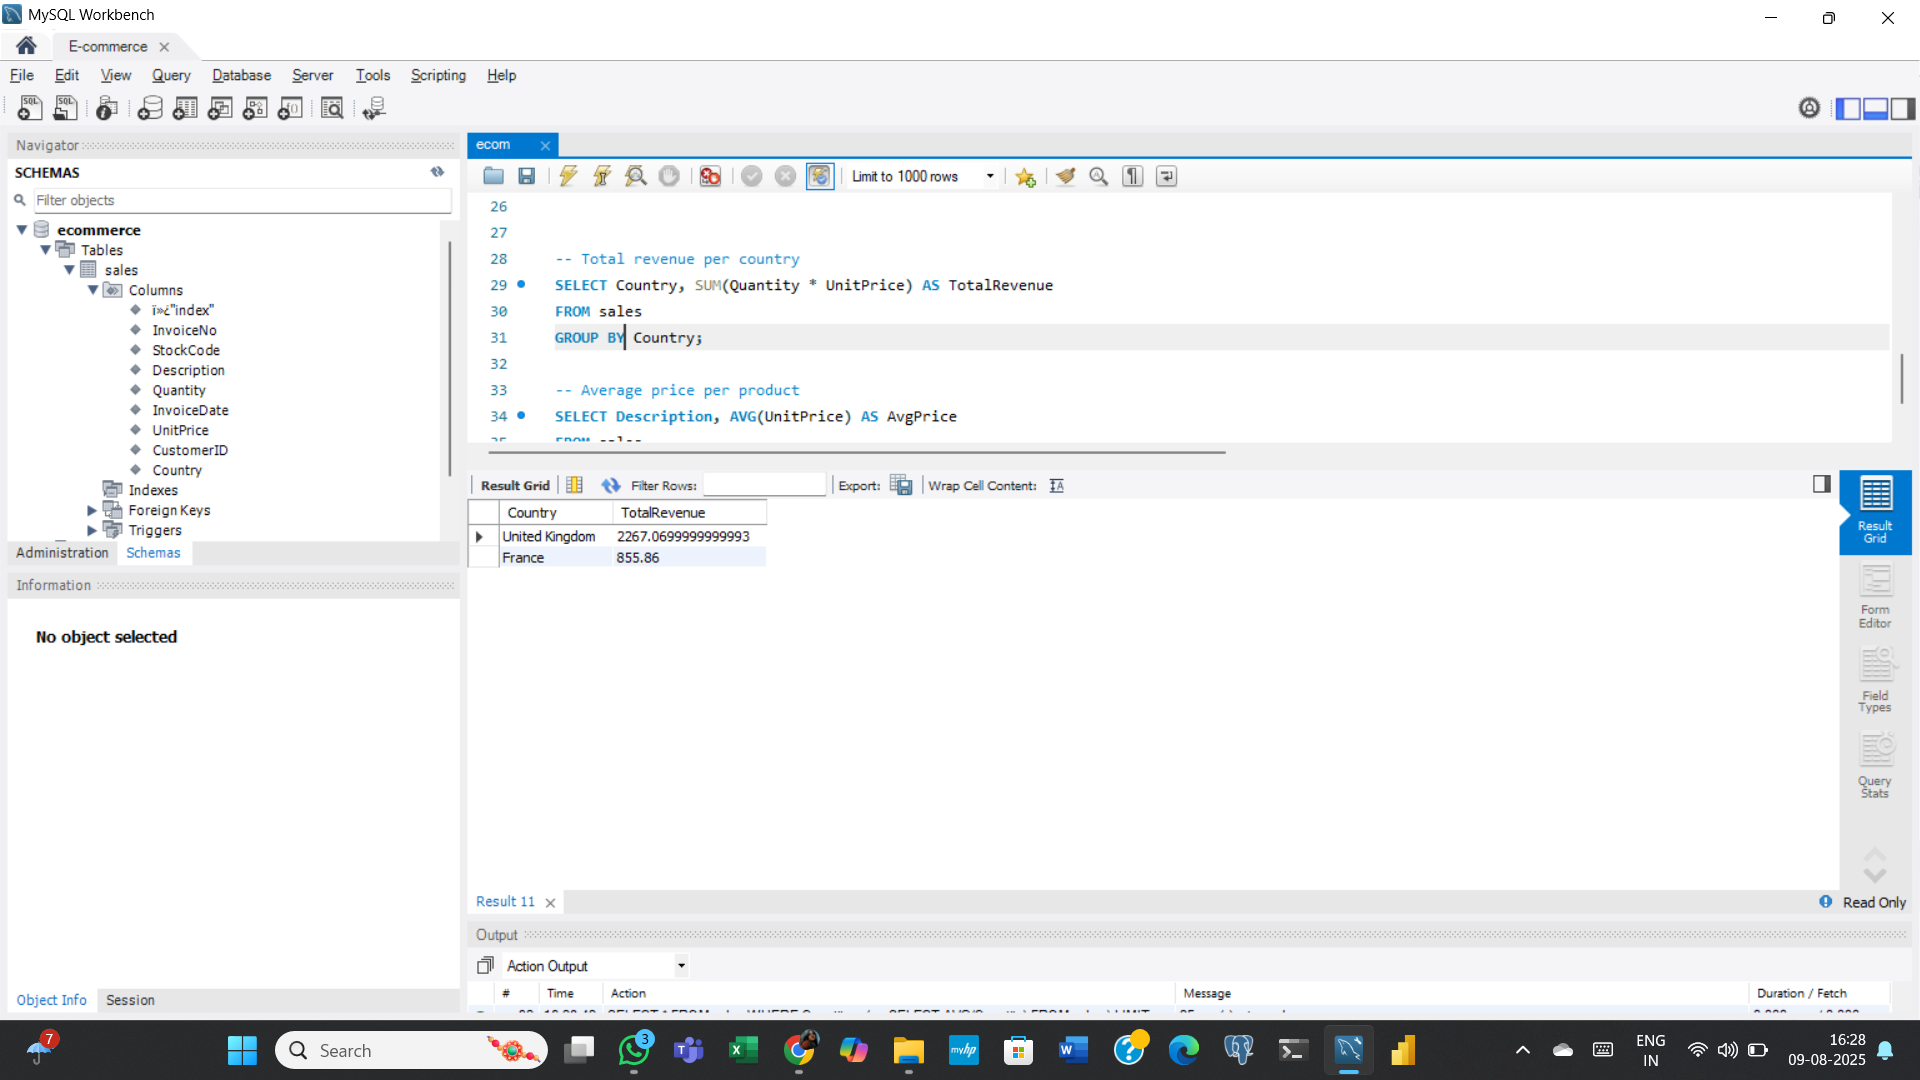 MySQL Workbench
E-commerce
File Edit View Query Database Server Tools Scripting Help
Navigator
SCHEMAS
Filter objects
ecommerce
Tables
sales
Columns
ï»¿"index"
InvoiceNo
StockCode
Description
Quantity
InvoiceDate
UnitPrice
CustomerID
Country
Indexes
Foreign Keys
Triggers
Administration Schemas
Information
No object selected
Object Info Session
ecom
Limit to 1000 rows
26
27
28 -- Total revenue per country
29 SELECT Country, SUM(Quantity * UnitPrice) AS TotalRevenue
30 FROM sales
31 GROUP BY Country;
32
33 -- Average price per product
34 SELECT Description, AVG(UnitPrice) AS AvgPrice
35 FROM sales
Result Grid Filter Rows: Export: Wrap Cell Content:
Country TotalRevenue
United Kingdom 2267.0699999999993
France 855.86
Result Grid
Form Editor
Field Types
Query Stats
Result 11
Read Only
Output
Action Output
# Time Action Message Duration / Fetch
7
Search
3
myhp
ENG
IN
16:28
09-08-2025